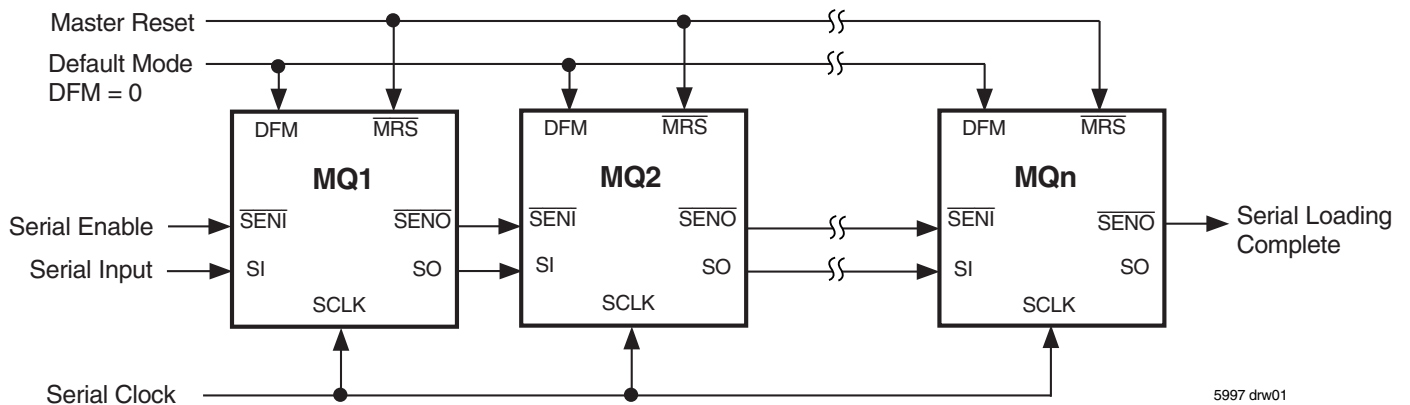 Master Reset
Default Mode
DFM = 0
DFM
MRS
DFM
MRS
DFM
MRS
MQ1
MQ2
MQn
Serial Enable
SENI
SENO
SENI
SENO
SENI
SENO
Serial Loading
Complete
Serial Input
SI
SO
SI
SO
SI
SO
SCLK
SCLK
SCLK
Serial Clock
5997 drw01